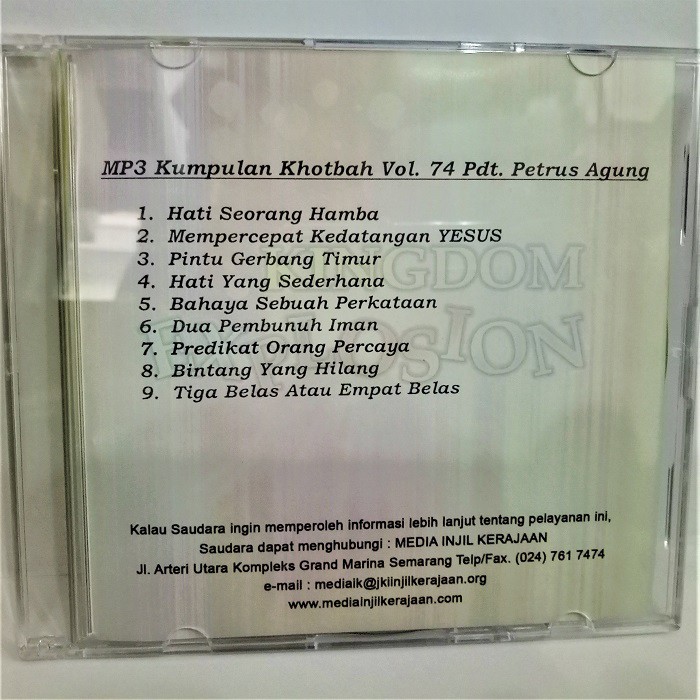 MP3 Kumpulan Khotbah Vol. 74 Pdt. Petrus Agung
1. Hati Seorang Hamba
2. Mempercepat Kedatangan YESUS
3. Pintu Gerbang Timur
4. Hati Yang Sederhana
5. Bahaya Sebuah Perkataan
6. Dua Pembunuh Iman
7. Predikat Orang Percaya
8. Bintang Yang Hilang
9. Tiga Belas Atau Empat Belas
KINGDOM
EXPLOSION
Kalau Saudara ingin memperoleh informasi lebih lanjut tentang pelayanan ini,
Saudara dapat menghubungi : MEDIA INJIL KERAJAAN
Jl. Arteri Utara Kompleks Grand Marina Semarang Telp/Fax. (024) 761 7474
e-mail : mediaik@jkiinjilkerajaan.org
www.mediainjilkerajaan.com